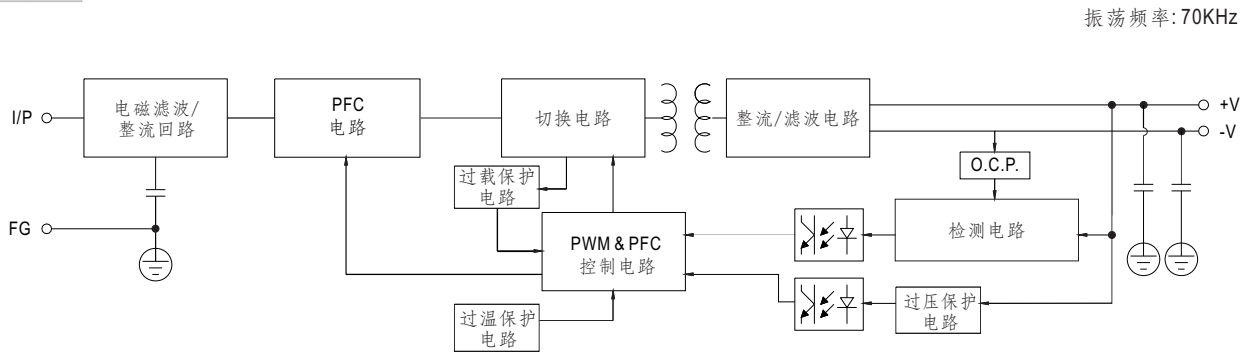 振荡频率: 70KHz
I/P
电磁滤波/
整流回路
PFC
电路
切换电路
整流/滤波电路
+V
-V
O.C.P.
过载保护
电路
FG
PWM & PFC
控制电路
检测电路
过温保护
电路
过压保护
电路